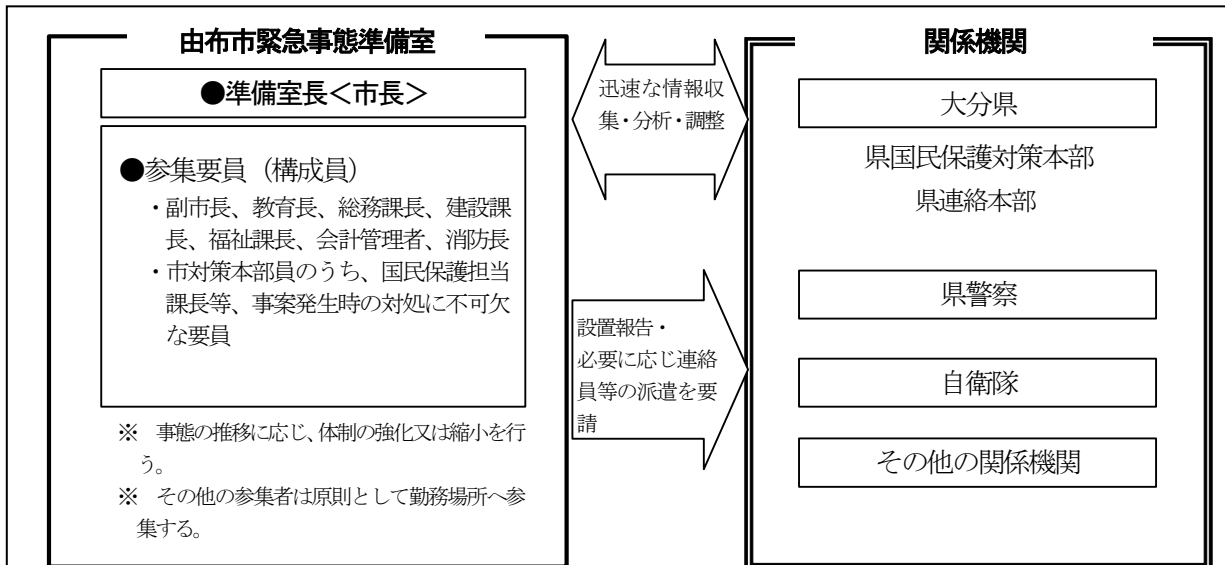 由布市緊急事態準備室
●準備室長<市長>
●参集要員（構成員）
・副市長、教育長、総務課長、建設課
長、福祉課長、会計管理者、消防長
・市対策本部員のうち、国民保護担当
課長等、事案発生時の対処に不可欠
な要員
※　事態の推移に応じ、体制の強化又は縮小を行
う。
※　その他の参集者は原則として勤務場所へ参
集する。
迅速な情報収
集・分析・調整
設置報告・
必要に応じ連絡
員等の派遣を要
請
関係機関
大分県
県国民保護対策本部
県連絡本部
県警察
自衛隊
その他の関係機関